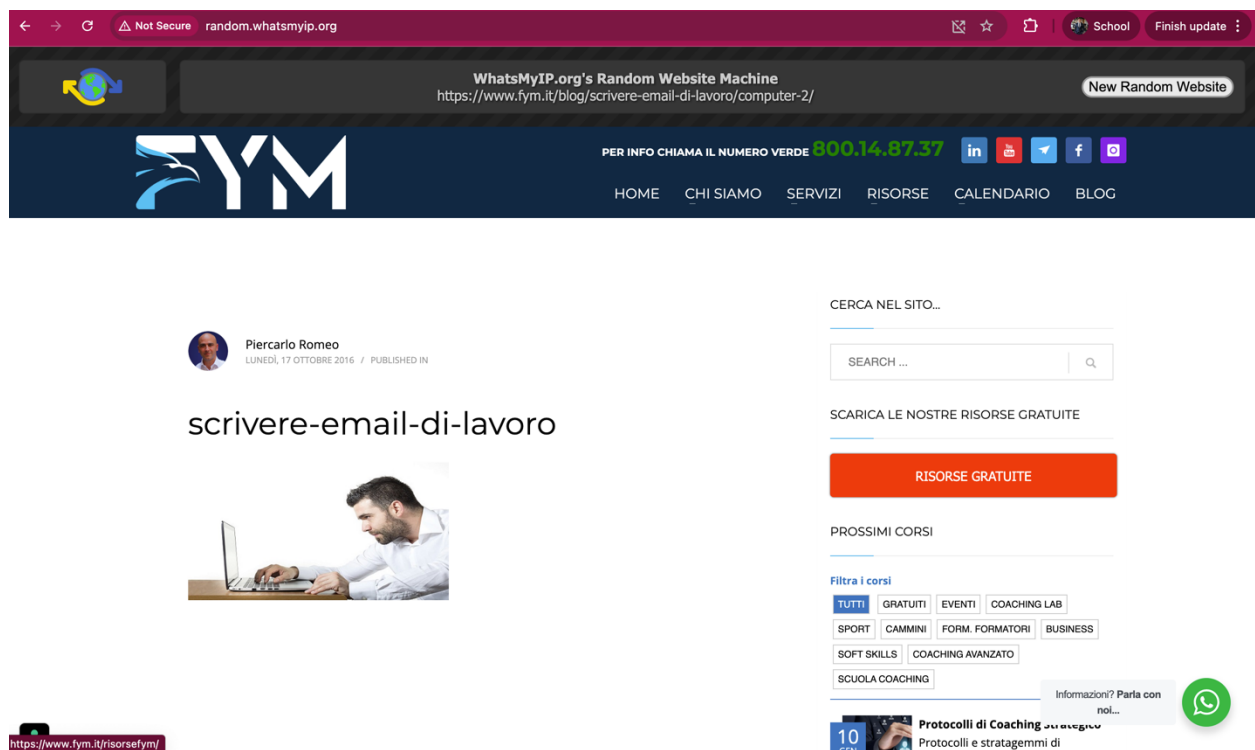 Not Secure random.whatsmyip.org School Finish update
WhatsMyIP.org's Random Website Machine
https://www.fym.it/blog/scrivere-email-di-lavoro/computer-2/
New Random Website
FYM
PER INFO CHIAMA IL NUMERO VERDE 800.14.87.37
HOME CHI SIAMO SERVIZI RISORSE CALENDARIO BLOG
Piercarlo Romeo
LUNEDÌ, 17 OTTOBRE 2016 / PUBLISHED IN
scrivere-email-di-lavoro
CERCA NEL SITO...
SEARCH ...
SCARICA LE NOSTRE RISORSE GRATUITE
RISORSE GRATUITE
PROSSIMI CORSI
Filtra i corsi
TUTTI GRATUITI EVENTI COACHING LAB
SPORT CAMMINI FORM. FORMATORI BUSINESS
SOFT SKILLS COACHING AVANZATO
SCUOLA COACHING
Informazioni? Parla con
noi...
10
GEN
Protocolli di Coaching Strategico
Protocolli e stratagemmi di
https://www.fym.it/risorsefym/